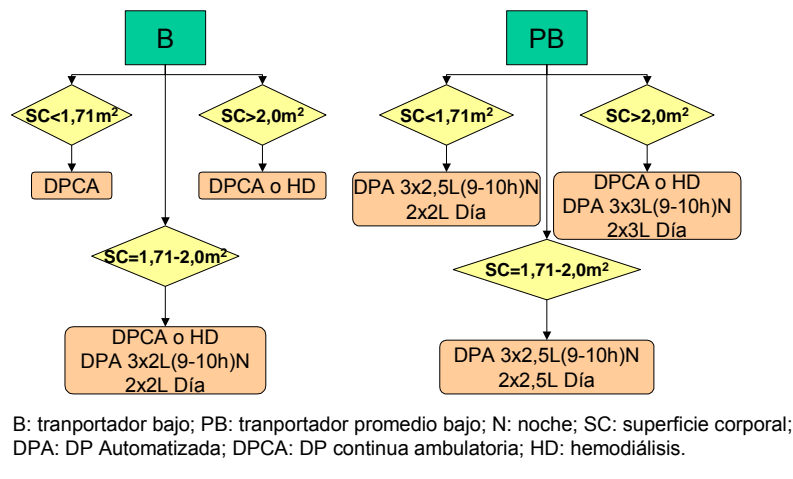 B
SC<1,71m²
SC>2,0m²
DPCA
DPCA o HD
SC=1,71-2,0m²
DPCA o HD
DPA 3x2L(9-10h)N
2x2L Día
PB
SC<1,71m²
SC>2,0m²
DPA 3x2,5L(9-10h)N
2x2L Día
DPCA o HD
DPA 3x3L(9-10h)N
2x3L Día
SC=1,71-2,0m²
DPA 3x2,5L(9-10h)N
2x2,5L Día
B: tranportador bajo; PB: tranportador promedio bajo; N: noche; SC: superficie corporal;
DPA: DP Automatizada; DPCA: DP continua ambulatoria; HD: hemodiálisis.